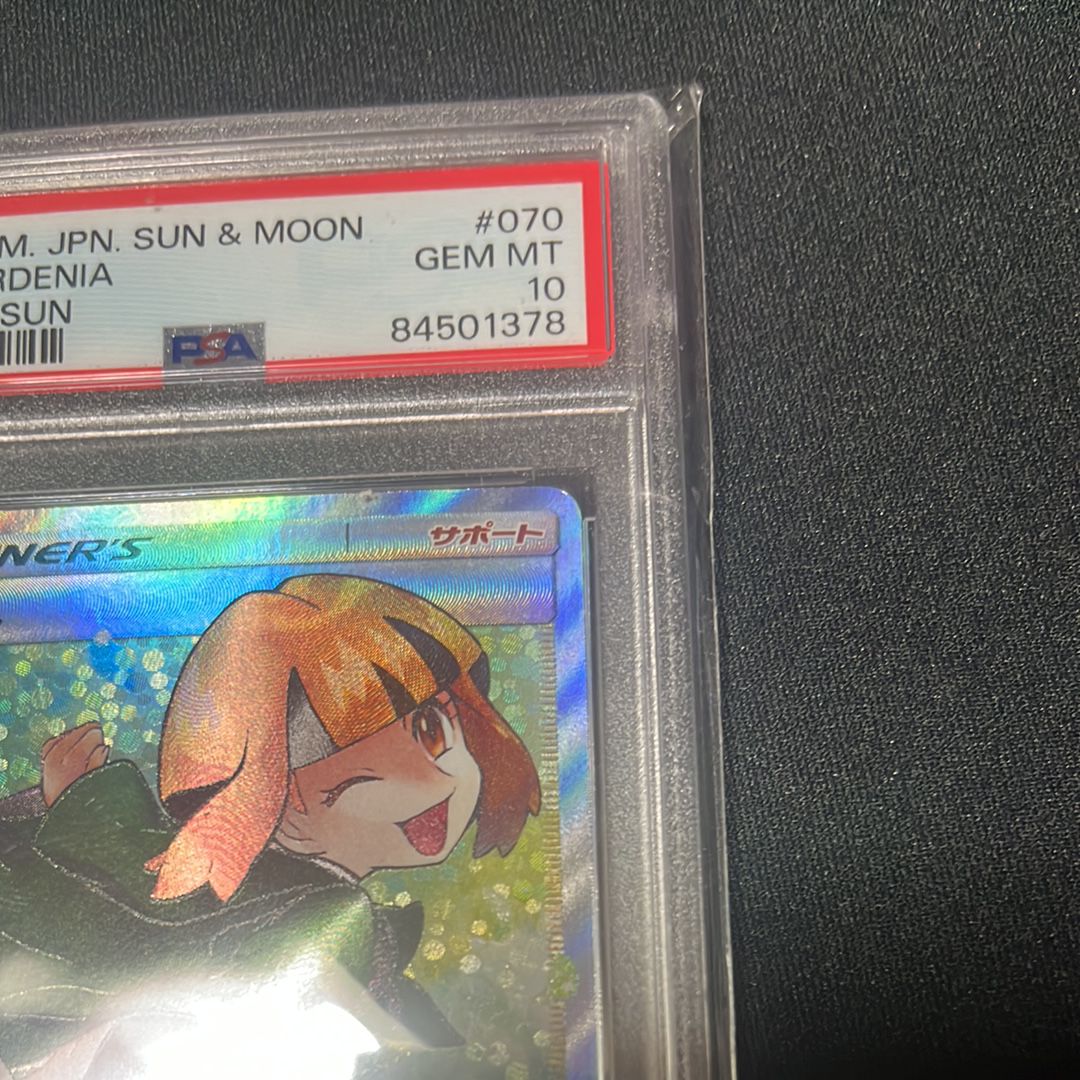 M. JPN. SUN & MOON #070
RDENIA GEM MT
SUN 10
PSA 84501378
NER'S サポート